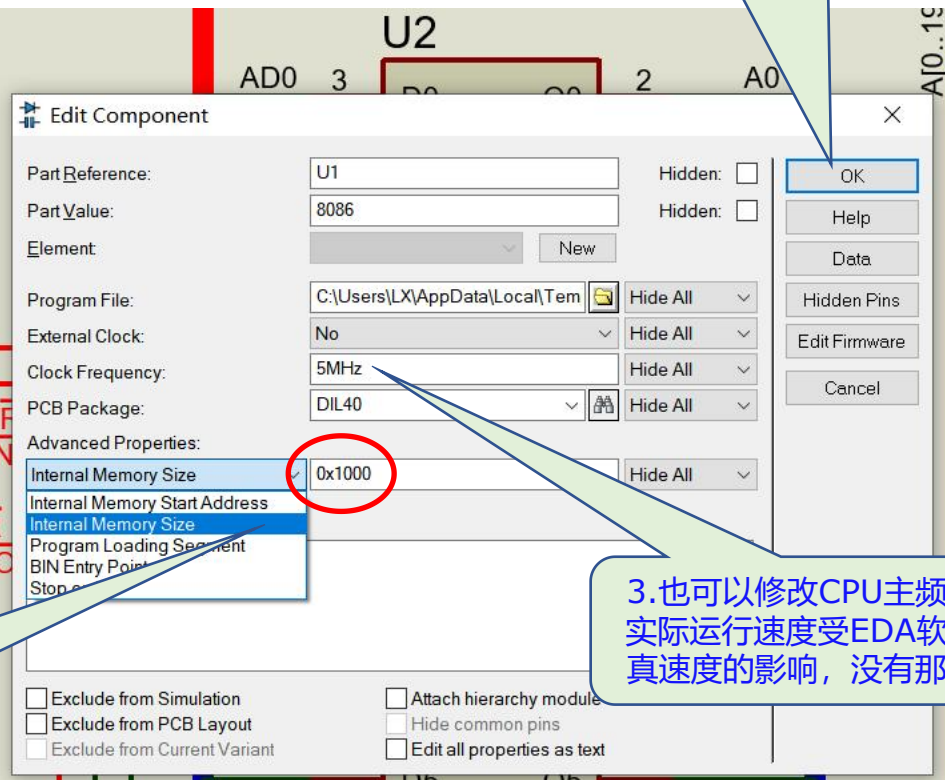 U2
AD0 3 2 A0
A[0..19
Edit Component
Part Reference: U1 Hidden: OK
Part Value: 8086 Hidden: Help
Element: New Data
Program File: C:\Users\LX\AppData\Local\Tem Hide All Hidden Pins
External Clock: No Hide All Edit Firmware
Clock Frequency: 5MHz Hide All
PCB Package: DIL40 Hide All Cancel
Advanced Properties:
Internal Memory Size 0x1000 Hide All
Internal Memory Start Address
Internal Memory Size
Program Loading Segment
BIN Entry Point
Stop
3.也可以修改CPU主频
实际运行速度受EDA软
真速度的影响，没有那
Exclude from Simulation Attach hierarchy module
Exclude from PCB Layout Hide common pins
Exclude from Current Variant Edit all properties as text